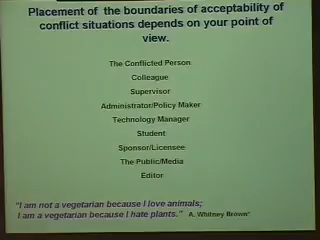 Placement of the boundaries of acceptability of
conflict situations depends on your point of
view.
The Conflicted Person
Colleague
Supervisor
Administrator/Policy Maker
Technology Manager
Student
Sponsor/Licensee
The Public/Media
Editor
"I am not a vegetarian because I love animals;
I am a vegetarian because I hate plants." A. Whitney Brown"